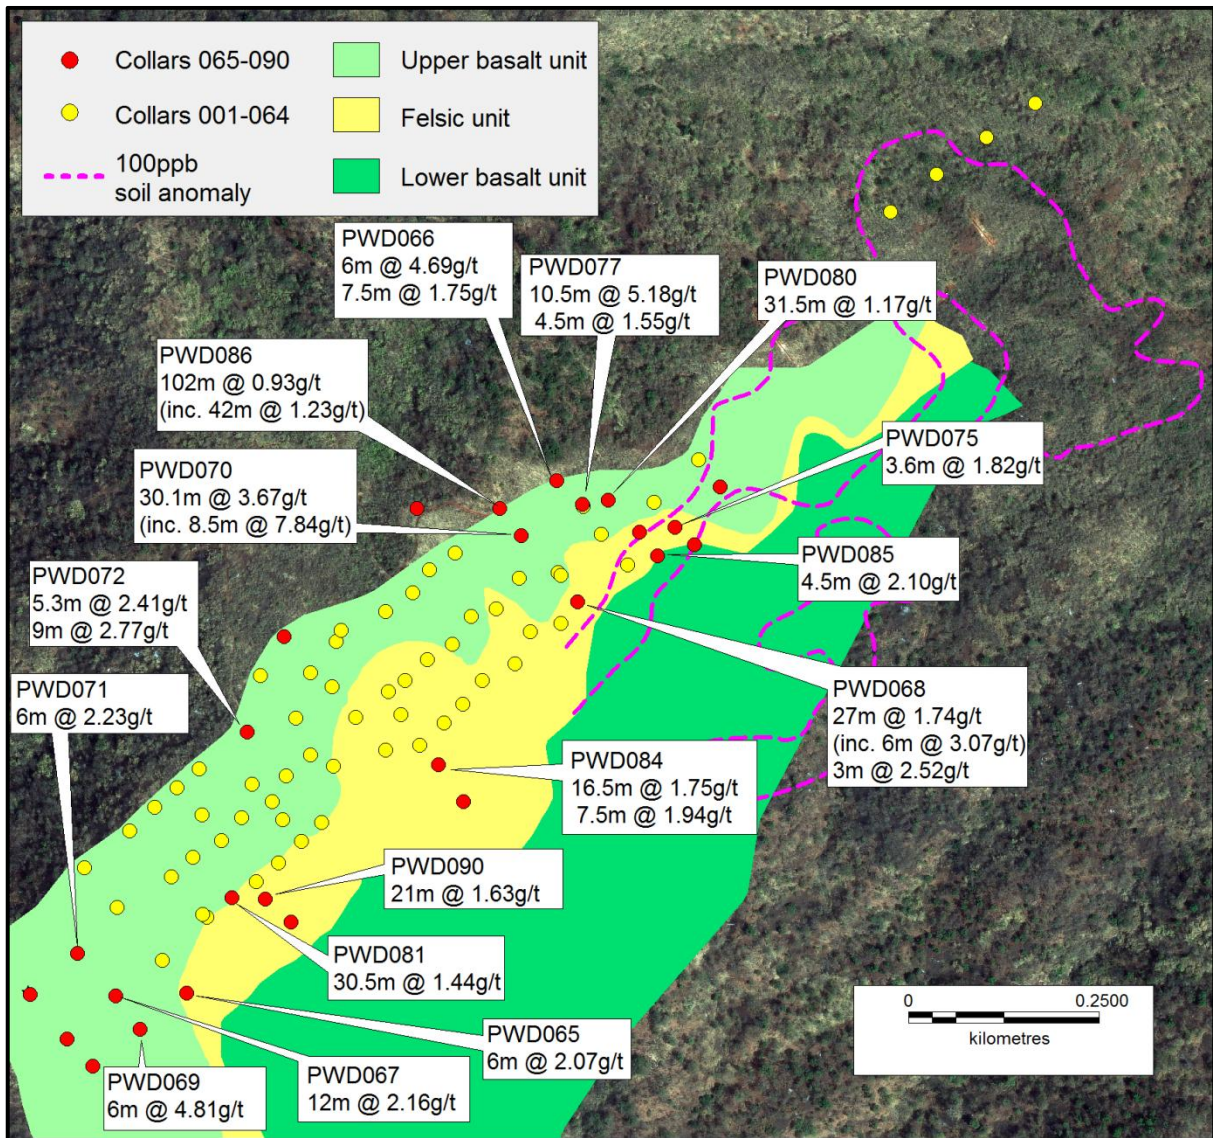 Collars 065-090
Upper basalt unit
Collars 001-064
Felsic unit
100ppb
soil anomaly
Lower basalt unit
PWD066
6m @ 4.69g/t
7.5m @ 1.75g/t
PWD077
10.5m @ 5.18g/t
4.5m @ 1.55g/t
PWD080
31.5m @ 1.17g/t
PWD086
102m @ 0.93g/t
(inc. 42m @ 1.23g/t)
PWD070
30.1m @ 3.67g/t
(inc. 8.5m @ 7.84g/t)
PWD075
3.6m @ 1.82g/t
PWD085
4.5m @ 2.10g/t
PWD072
5.3m @ 2.41g/t
9m @ 2.77g/t
PWD071
6m @ 2.23g/t
PWD068
27m @ 1.74g/t
(inc. 6m @ 3.07g/t)
3m @ 2.52g/t
PWD084
16.5m @ 1.75g/t
7.5m @ 1.94g/t
PWD090
21m @ 1.63g/t
PWD081
30.5m @ 1.44g/t
PWD065
6m @ 2.07g/t
PWD067
12m @ 2.16g/t
PWD069
6m @ 4.81g/t
0 0.2500
kilometres